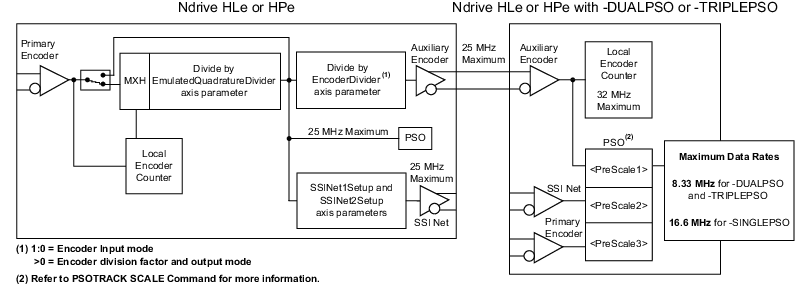 Ndrive HLe or HPe
Ndrive HLe or HPe with -DUALPSO or -TRIPLEPSO
Primary
Encoder
MXH
Divide by
EmulatedQuadratureDivider
axis parameter
Divide by
EncoderDivider(1)
axis parameter
Auxiliary
Encoder
25 MHz
Maximum
Auxiliary
Encoder
Local
Encoder
Counter
32 MHz
Maximum
25 MHz Maximum
PSO
Local
Encoder
Counter
SSINet1Setup and
SSINet2Setup
axis parameters
25 MHz
Maximum
SSI Net
PSO(2)
<PreScale1>
SSI Net
<PreScale2>
Primary
Encoder
<PreScale3>
Maximum Data Rates
8.33 MHz for -DUALPSO
and -TRIPLEPSO
16.6 MHz for -SINGLEPSO
(1) 1:0 = Encoder Input mode
>0 = Encoder division factor and output mode
(2) Refer to PSOTRACK SCALE Command for more information.